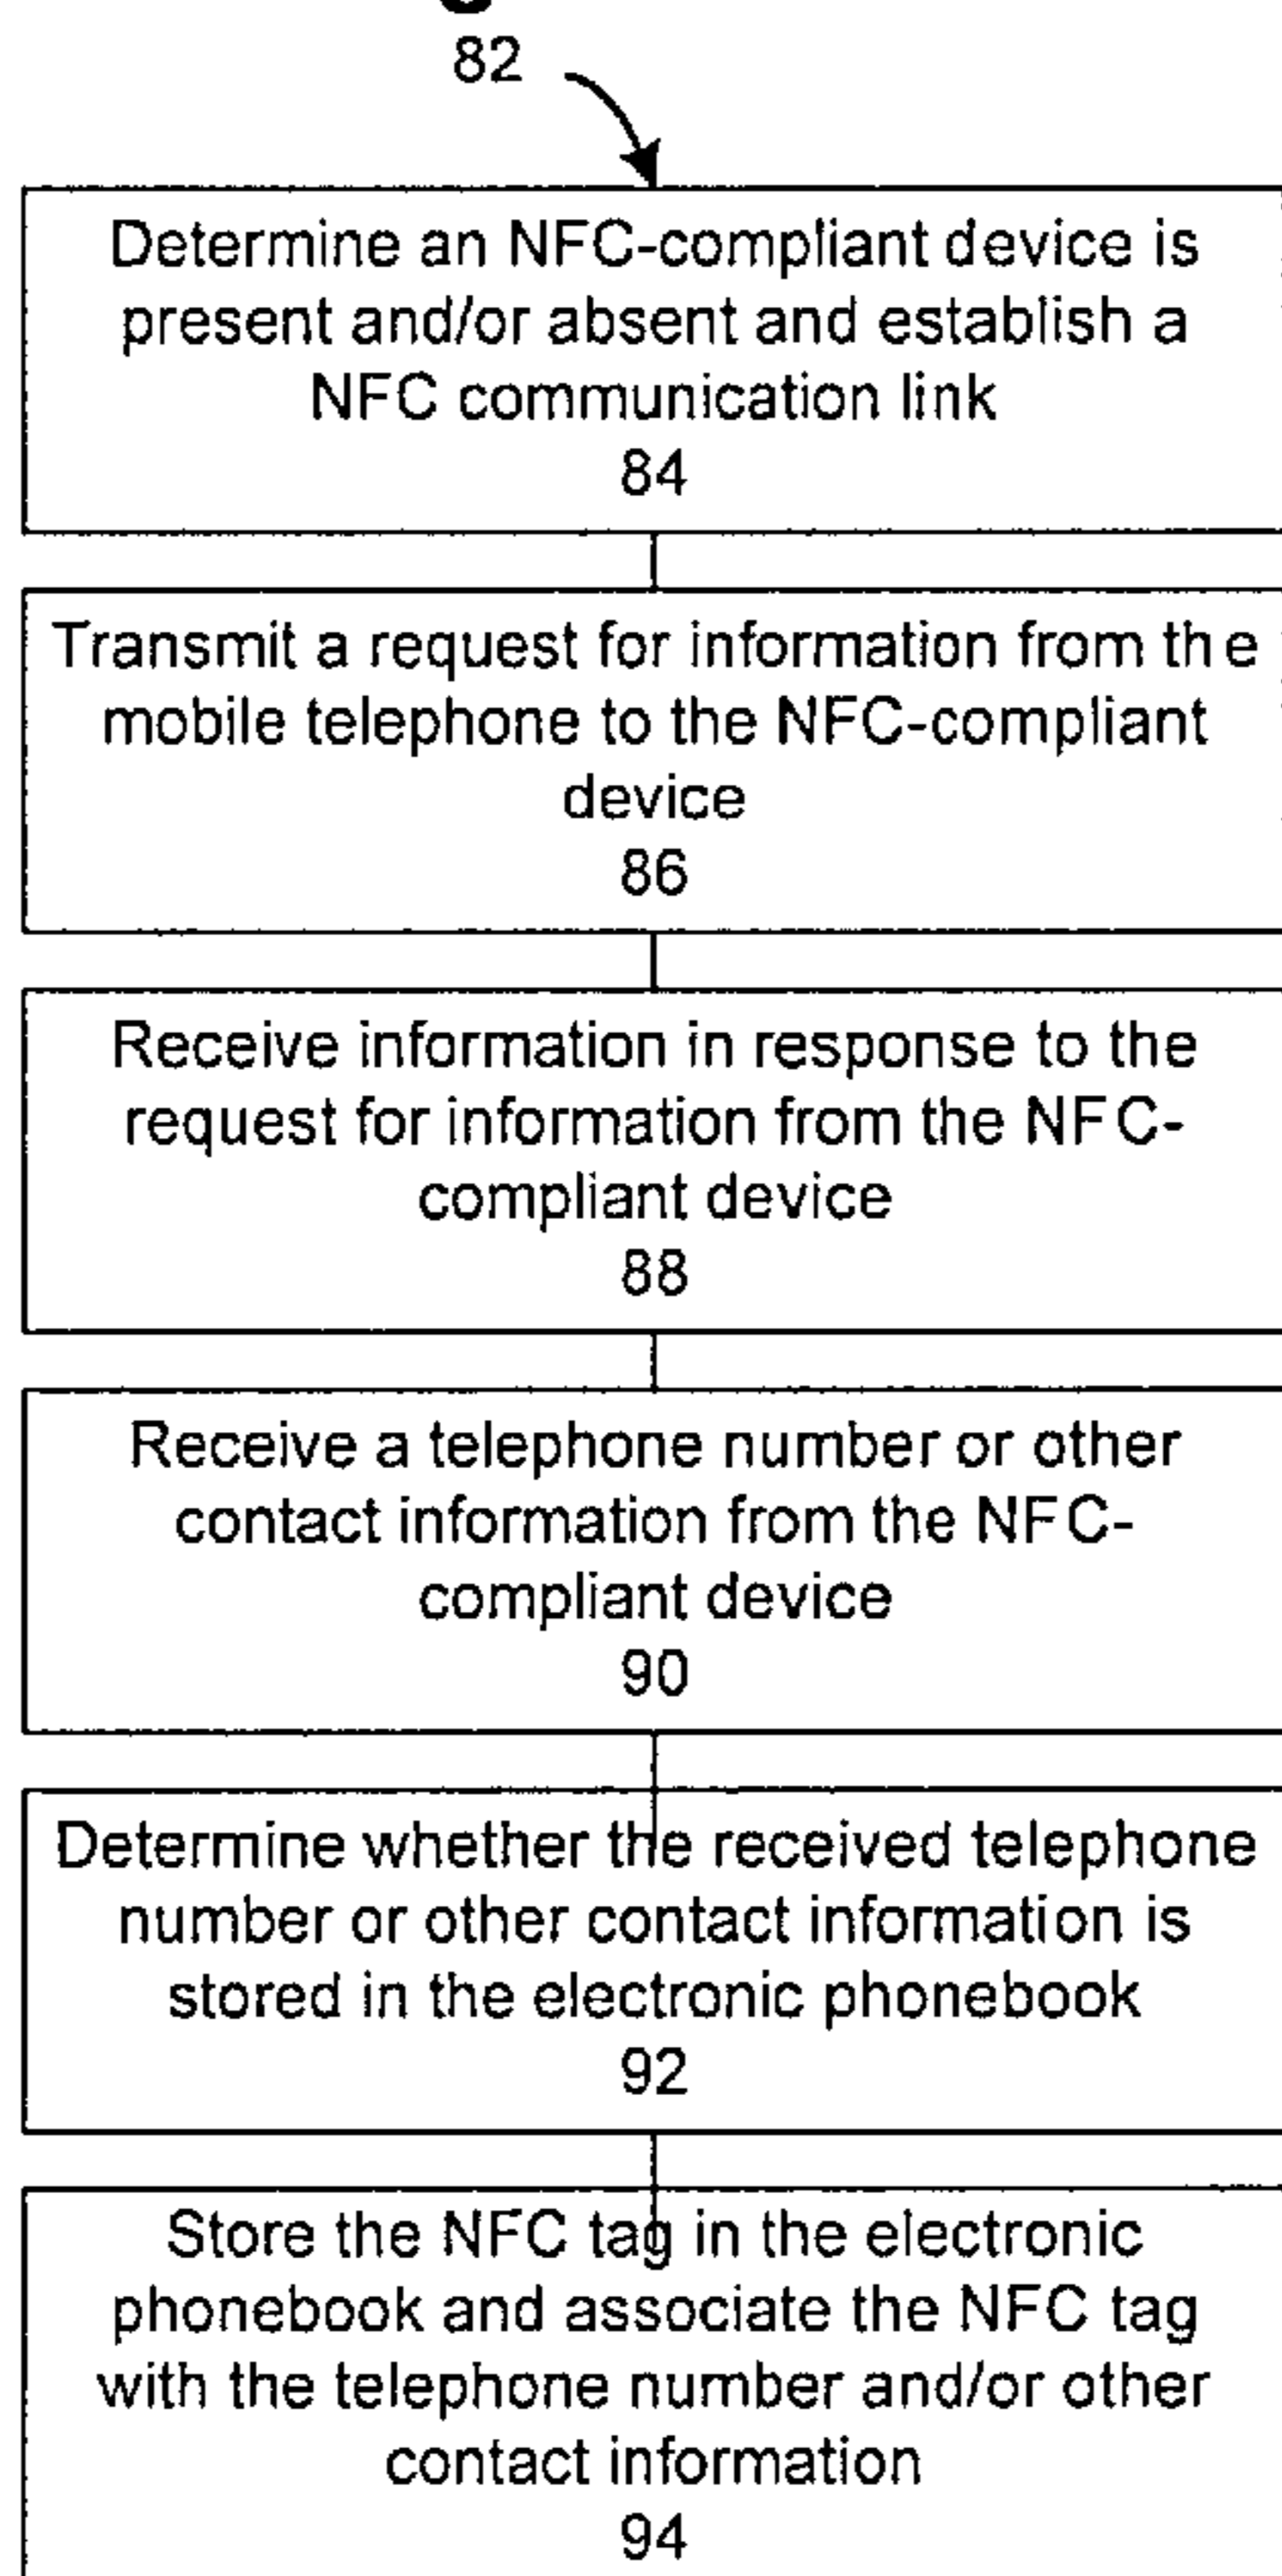 82
Determine an NFC-compliant device is
present and/or absent and establish a
NFC communication link
84
Transmit a request for information from the
mobile telephone to the NFC-compliant
device
86
Receive information in response to the
request for information from the NFC-
compliant device
88
Receive a telephone number or other
contact information from the NFC-
compliant device
90
Determine whether the received telephone
number or other contact information is
stored in the electronic phonebook
92
Store the NFC tag in the electronic
phonebook and associate the NFC tag
with the telephone number and/or other
contact information
94